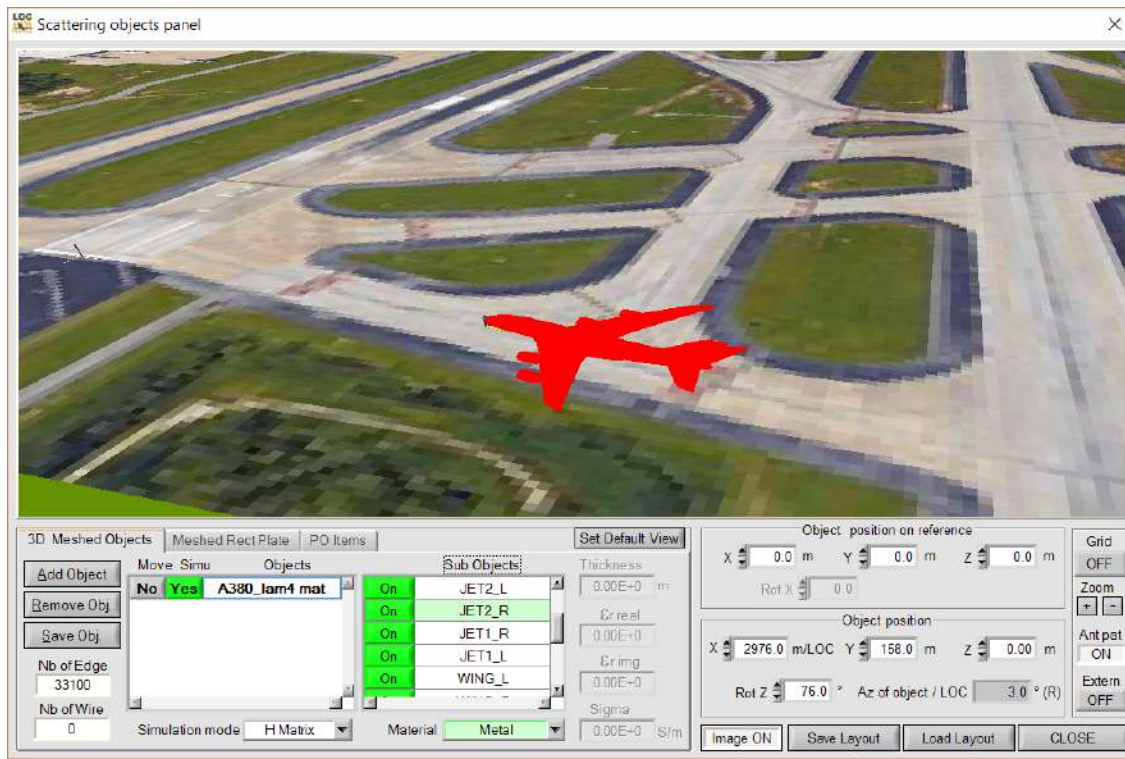 LOC Scattering objects panel
3D Meshed Objects Meshed Rect Plate PO Items Set Default View
Add Object
Remove Obj
Save Obj
Nb of Edge
33100
Nb of Wire
0
Move Simu Objects
No Yes A380_lam4 mat
Simulation mode H Matrix
Sub Objects
On JET2_L
On JET2_R
On JET1_R
On JET1_L
On WING_L
Material Metal
Thickness
0.00E+0 m
Ɛr real
0.00E+0
Ɛr img
0.00E+0
Sigma
0.00E+0 S/m
Object position on reference
X 0.0 m Y 0.0 m Z 0.0 m
Rot X 0.0
Object position
X 2976.0 m/LOC Y 158.0 m Z 0.00 m
Rot Z 76.0 ° Az of object / LOC 3.0 ° (R)
Image ON Save Layout Load Layout CLOSE
Grid
OFF
Zoom
+ -
Ant pat
ON
Extern
OFF